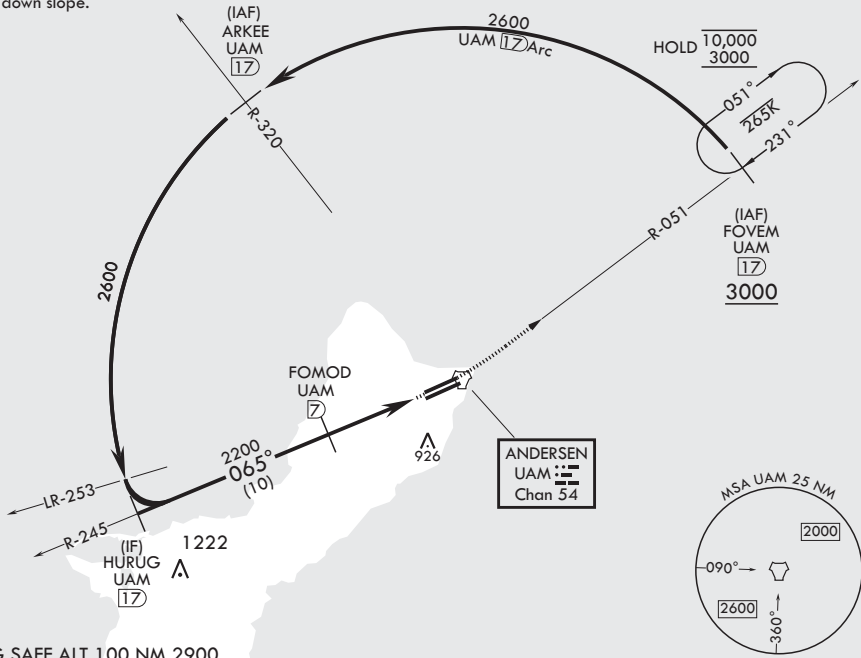 down slope.
(IAF)
ARKEE
UAM
17
2600
UAM 17 Arc
HOLD 10,000
3000
051°
265K
231°
R-320
R-051
(IAF)
FOVEM
UAM
17
3000
2600
FOMOD
UAM
7
926
2200
065°
(10)
ANDERSEN
UAM
Chan 54
LR-253
R-245
(IF)
HURUG
UAM
17
1222
MSA UAM 25 NM
2000
090°
2600
360°
SAFE ALT 100 NM 2900